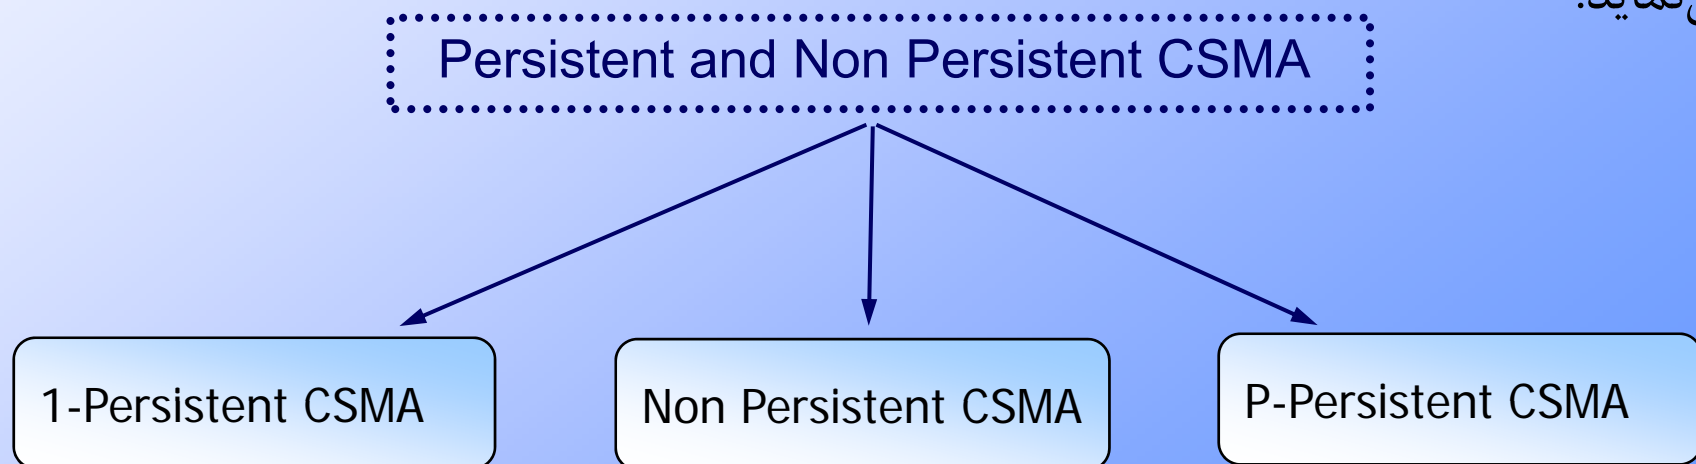 Persistent and Non Persistent CSMA
1-Persistent CSMA
Non Persistent CSMA
P-Persistent CSMA